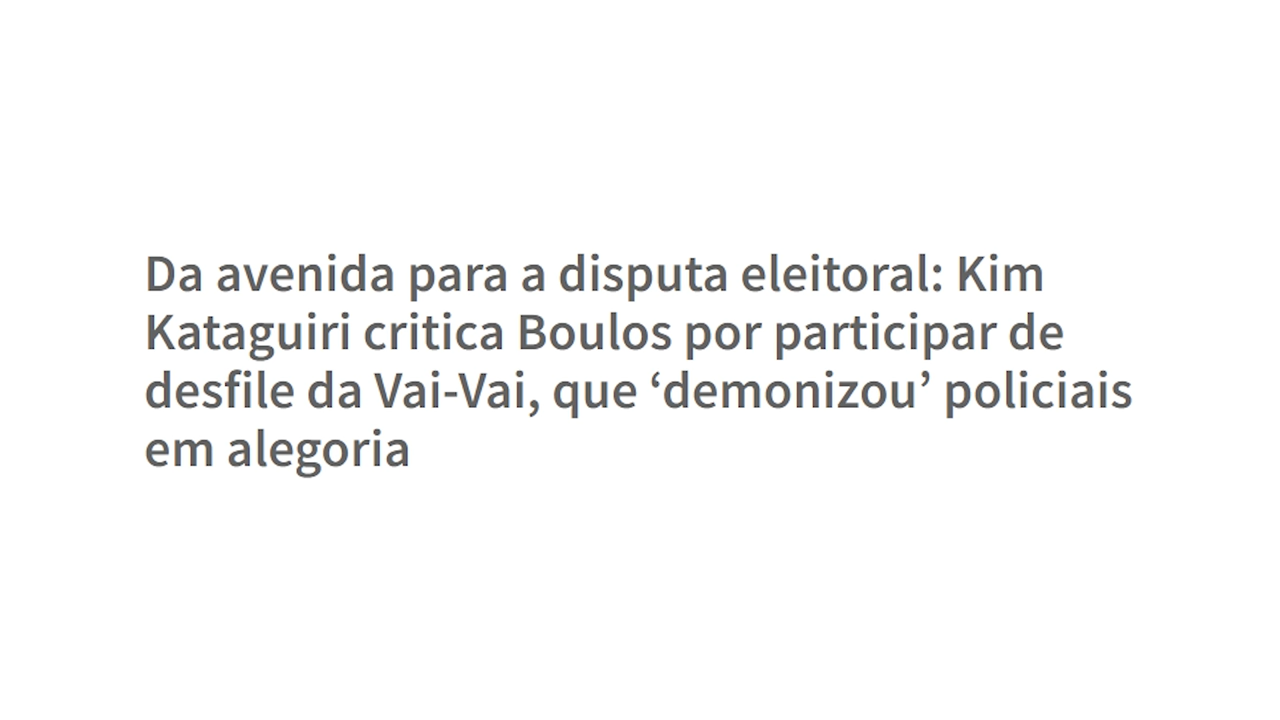 Da avenida para a disputa eleitoral: Kim
Kataguiri critica Boulos por participar de
desfile da Vai-Vai, que ‘demonizou’ policiais
em alegoria